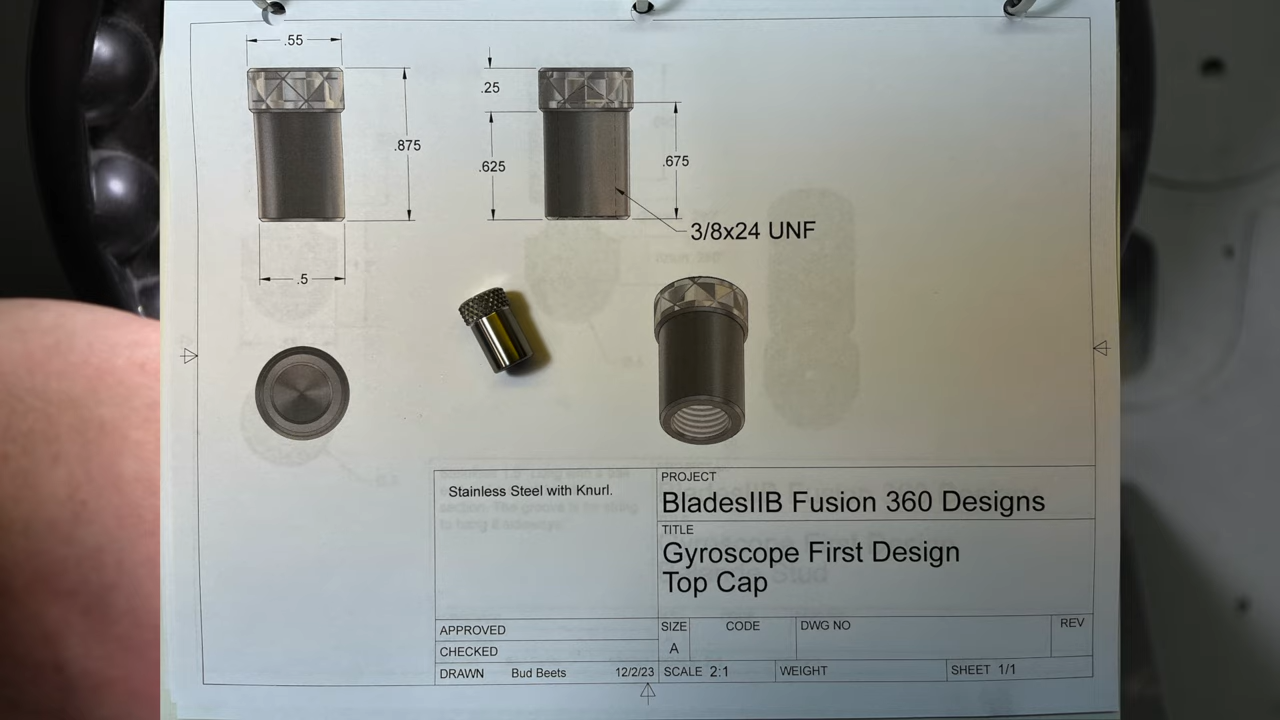 .55
.875
.5
.25
.625
.675
3/8x24 UNF
Stainless Steel with Knurl.
PROJECT
BladesIIB Fusion 360 Designs
TITLE
Gyroscope First Design
Top Cap
APPROVED
CHECKED
DRAWN Bud Beets 12/2/23
SIZE CODE DWG NO REV
A
SCALE 2:1 WEIGHT SHEET 1/1